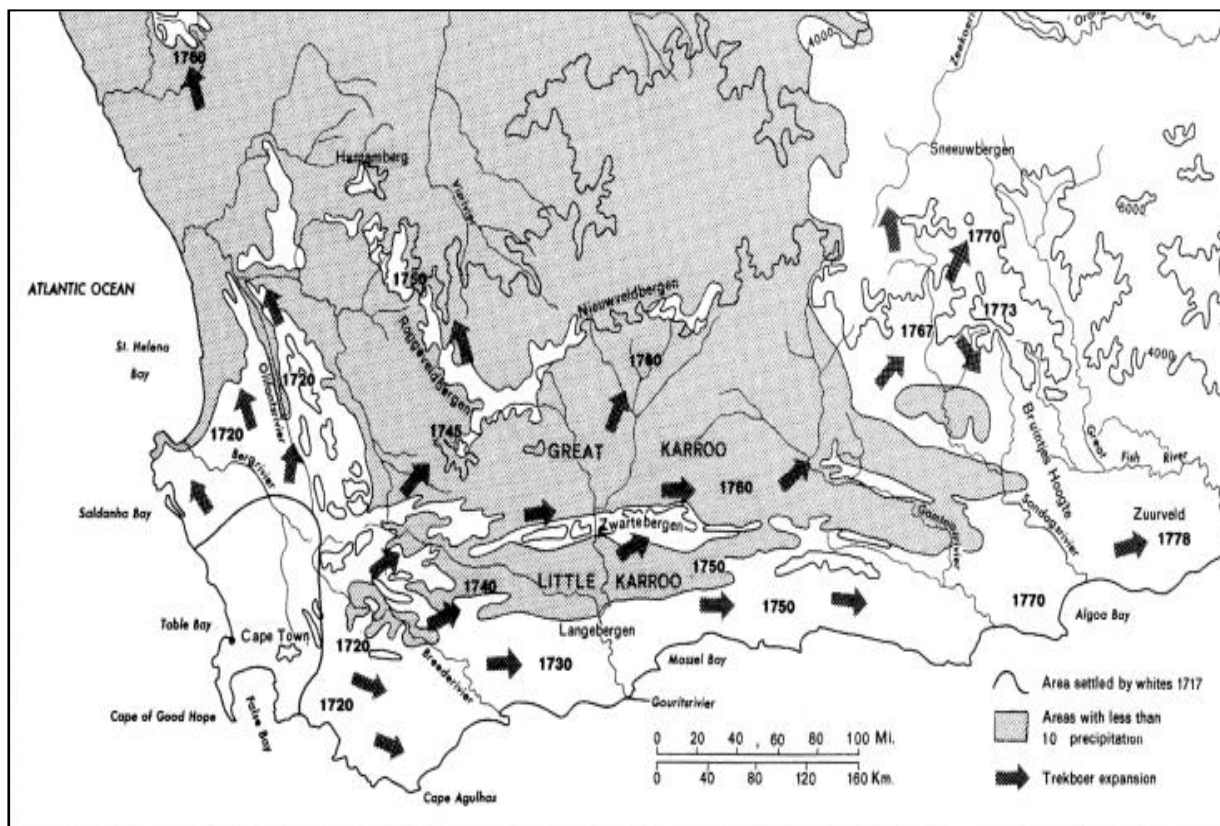 1760
4000
Zeekoeri
Sneeuwbergen
Hantamberg
Visrivier
6000
1770
ATLANTIC OCEAN
1750
Nieuwveldbergen
1773
1767
St. Helena
Bay
Olifantsrivier
Roggeveldbergen
1760
4000
1720
1720
1745
GREAT KARROO
Bruintjes Hoogte
Great Fish River
Bergrivier
Saldanha Bay
1760
Zwartebergen
Gamtoosrivier
Sondagsrivier
Zuurveld
1778
1740
LITTLE KARROO
1750
1750
1770
Algoa Bay
Table Bay
Cape Town
1720
Langebergen
Breederivier
1730
Mossel Bay
Area settled by whites 1717
False Bay
1720
Gouritsrivier
Cape of Good Hope
Areas with less than
10 precipitation
0 20 40 60 80 100 Mi.
0 40 80 120 160 Km.
Trekboer expansion
Cape Agulhas